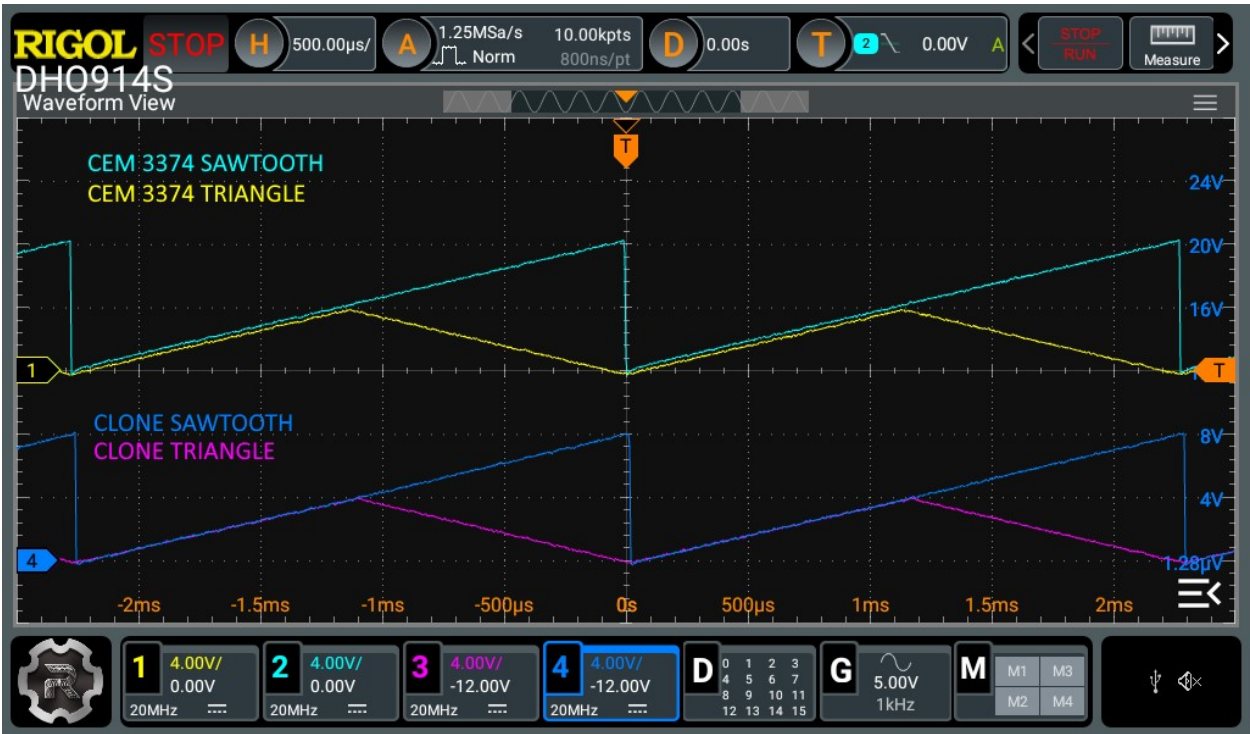 RIGOL STOP H 500.00µs/ A 1.25MSa/s 10.00kpts D 0.00s T 2 0.00V A STOP
Norm 800ns/pt RUN Measure
DHO914S
Waveform View
T
CEM 3374 SAWTOOTH
CEM 3374 TRIANGLE
24V
20V
16V
1 T
CLONE SAWTOOTH
CLONE TRIANGLE
8V
4V
4 1.28µV
-2ms -1.5ms -1ms -500µs 0s 500µs 1ms 1.5ms 2ms
1 4.00V/ 2 4.00V/ 3 4.00V/ 4 4.00V/ D 0 1 2 3 G M M1 M3
0.00V 0.00V -12.00V -12.00V 4 5 6 7 5.00V
R 8 9 10 11 1kHz M2 M4
20MHz 20MHz 20MHz 20MHz 12 13 14 15